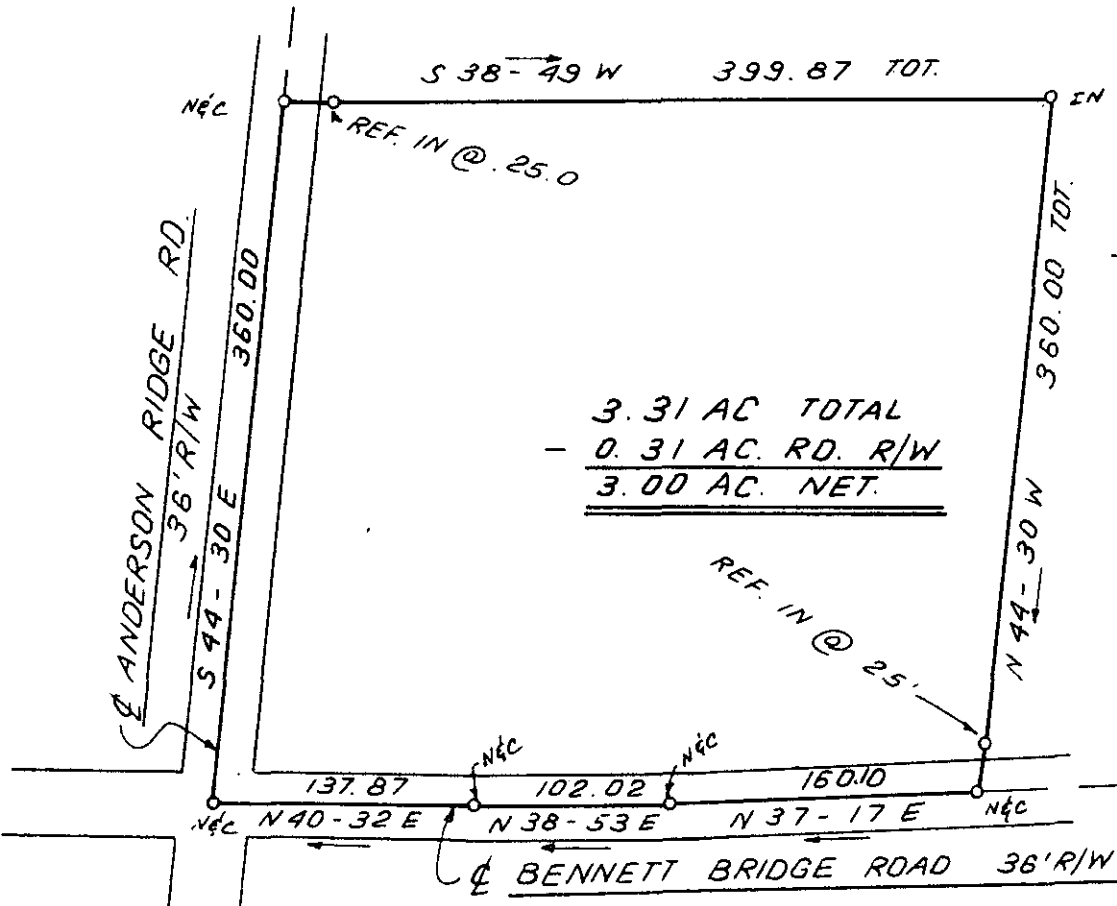 S 38-49 W 399.87 TOT.
N&C
IN
REF. IN @ 25.0
360.00 TOT.
N 44-30 W
₵ ANDERSON RIDGE RD.
36' R/W
S 44-30 E 360.00
3.31 AC TOTAL
- 0.31 AC. RD. R/W
3.00 AC. NET.
REF. IN @ 25'
N&C
N&C
137.87
102.02
160.10
N&C
N 40-32 E
N 38-53 E
N 37-17 E
N&C
₵ BENNETT BRIDGE ROAD 36' R/W